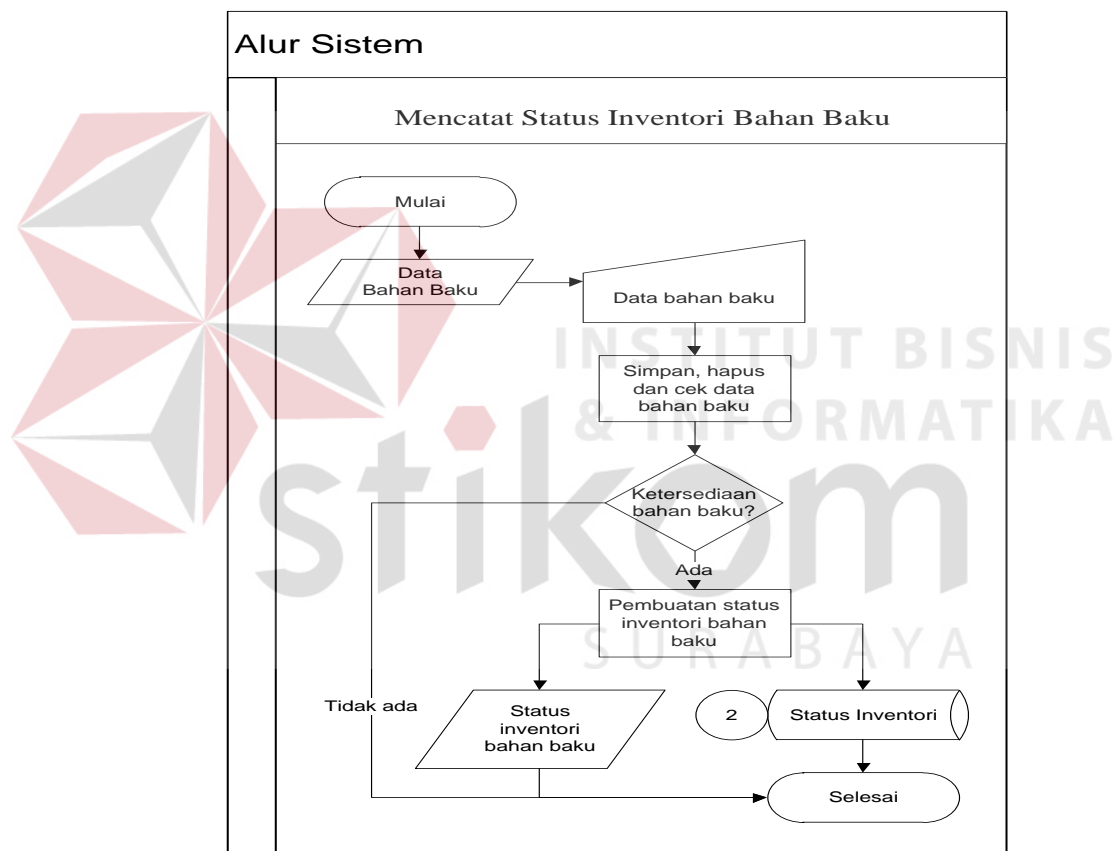 Alur Sistem
Mencatat Status Inventori Bahan Baku
Mulai
Data
Bahan Baku
Data bahan baku
INSTITUT BISNIS
Simpan, hapus
dan cek data
bahan baku
& INFORMATIKA
stikom
Ketersediaan
bahan baku?
Ada
Pembuatan status
inventori bahan
baku
SURABAYA
Tidak ada
Status
inventori
bahan baku
2
Status Inventori
Selesai